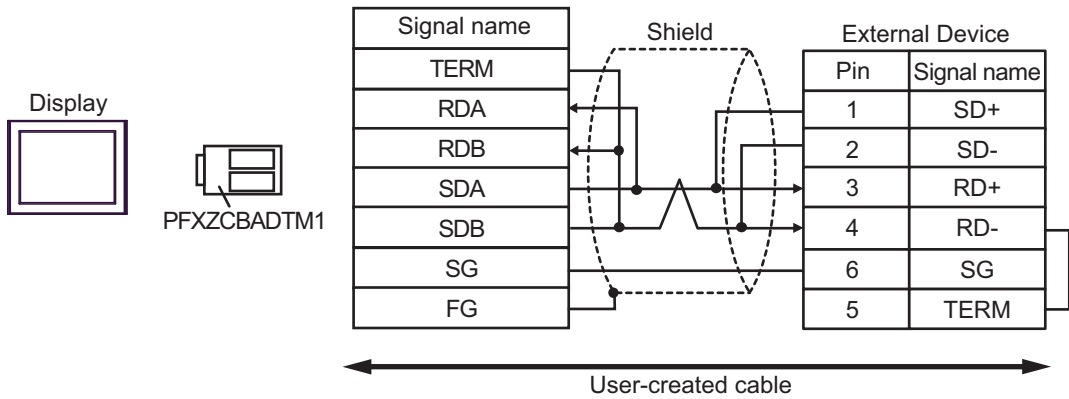 Display
PFXZCBADTM1
Signal name
TERM
RDA
RDB
SDA
SDB
SG
FG
Shield
External Device
Pin Signal name
1 SD+
2 SD-
3 RD+
4 RD-
6 SG
5 TERM
User-created cable